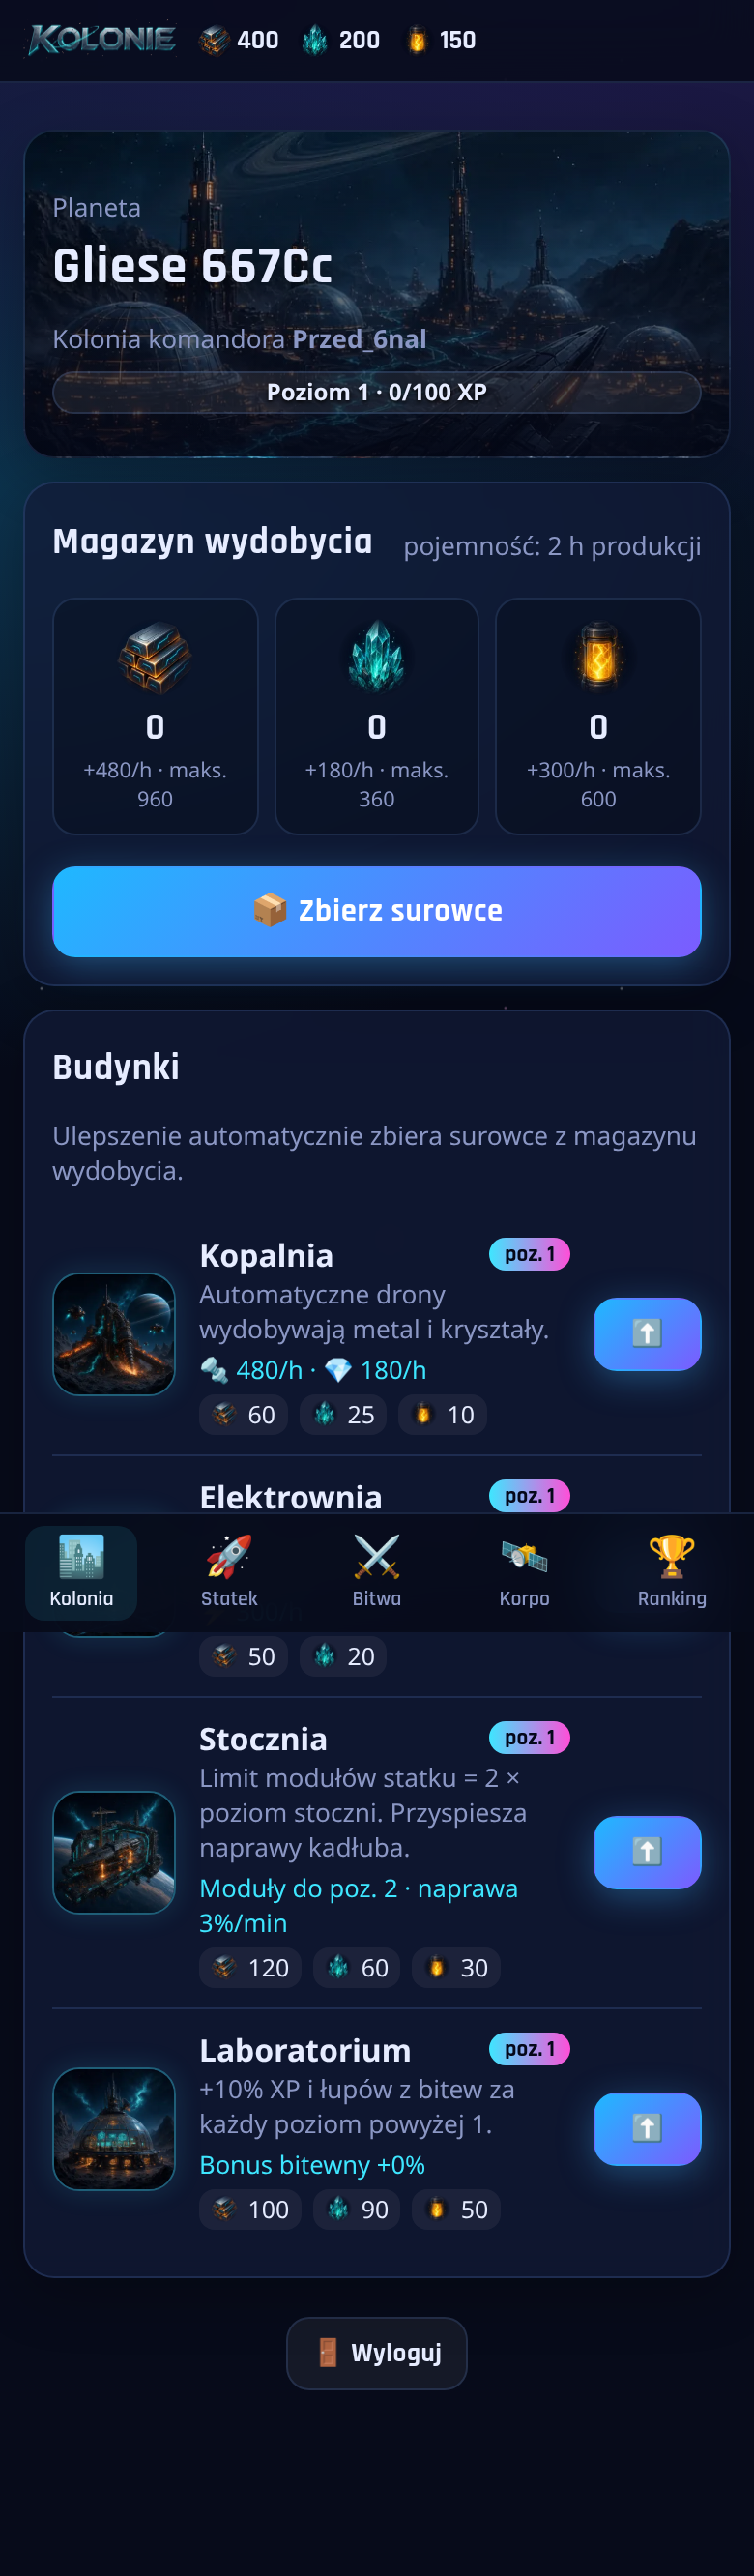 KOLONIE 400 200 150
Planeta
Gliese 667Cc
Kolonia komandora Przed_6nal
Poziom 1 · 0/100 XP
Magazyn wydobycia pojemność: 2 h produkcji
0 0 0
+480/h · maks. +180/h · maks. +300/h · maks.
960 360 600
Zbierz surowce
Budynki
Ulepszenie automatycznie zbiera surowce z magazynu
wydobycia.
Kopalnia poz. 1
Automatyczne drony
wydobywają metal i kryształy.
480/h · 180/h
60 25 10
Elektrownia poz. 1
Kolonia Statek Bitwa Korpo Ranking
50 20
Stocznia poz. 1
Limit modułów statku = 2 ×
poziom stoczni. Przyspiesza
naprawy kadłuba.
Moduły do poz. 2 · naprawa
3%/min
120 60 30
Laboratorium poz. 1
+10% XP i łupów z bitew za
każdy poziom powyżej 1.
Bonus bitewny +0%
100 90 50
Wyloguj